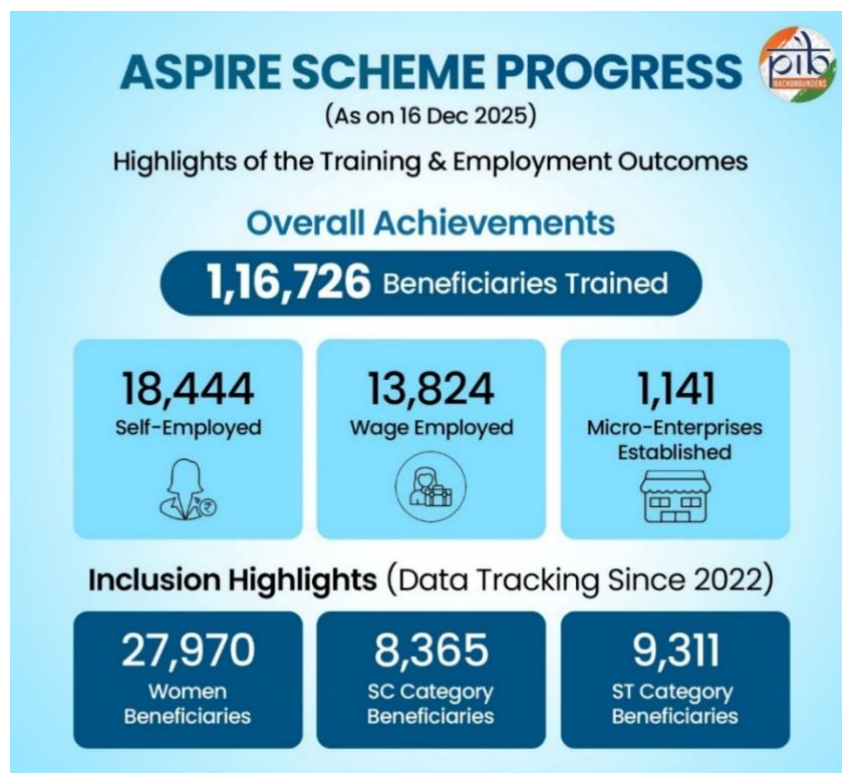 ASPIRE SCHEME PROGRESS
पीआईबी
BACKGROUNDERS
(As on 16 Dec 2025)
Highlights of the Training & Employment Outcomes
Overall Achievements
1,16,726 Beneficiaries Trained
18,444
Self-Employed
₹
13,824
Wage Employed
1,141
Micro-Enterprises
Established
Inclusion Highlights (Data Tracking Since 2022)
27,970
Women
Beneficiaries
8,365
SC Category
Beneficiaries
9,311
ST Category
Beneficiaries